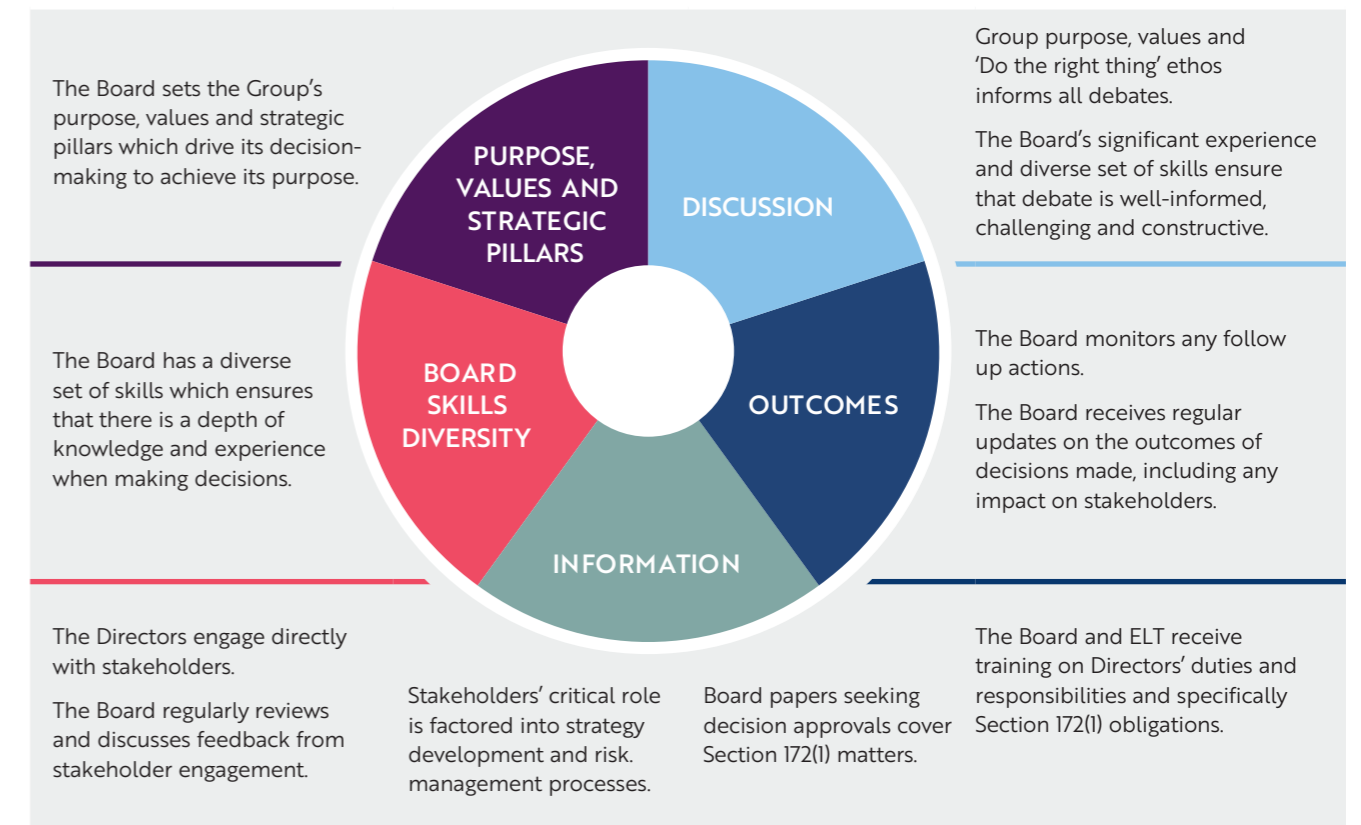 The Board sets the Group's
purpose, values and strategic
pillars which drive its decision-
making to achieve its purpose.
PURPOSE,
VALUES AND
STRATEGIC
PILLARS
DISCUSSION
Group purpose, values and
‘Do the right thing’ ethos
informs all debates.
The Board’s significant experience
and diverse set of skills ensure
that debate is well-informed,
challenging and constructive.
The Board has a diverse
set of skills which ensures
that there is a depth of
knowledge and experience
when making decisions.
BOARD
SKILLS
DIVERSITY
OUTCOMES
The Board monitors any follow
up actions.
The Board receives regular
updates on the outcomes of
decisions made, including any
impact on stakeholders.
INFORMATION
The Directors engage directly
with stakeholders.
The Board regularly reviews
and discusses feedback from
stakeholder engagement.
Stakeholders’ critical role
is factored into strategy
development and risk.
management processes.
Board papers seeking
decision approvals cover
Section 172(1) matters.
The Board and ELT receive
training on Directors’ duties and
responsibilities and specifically
Section 172(1) obligations.